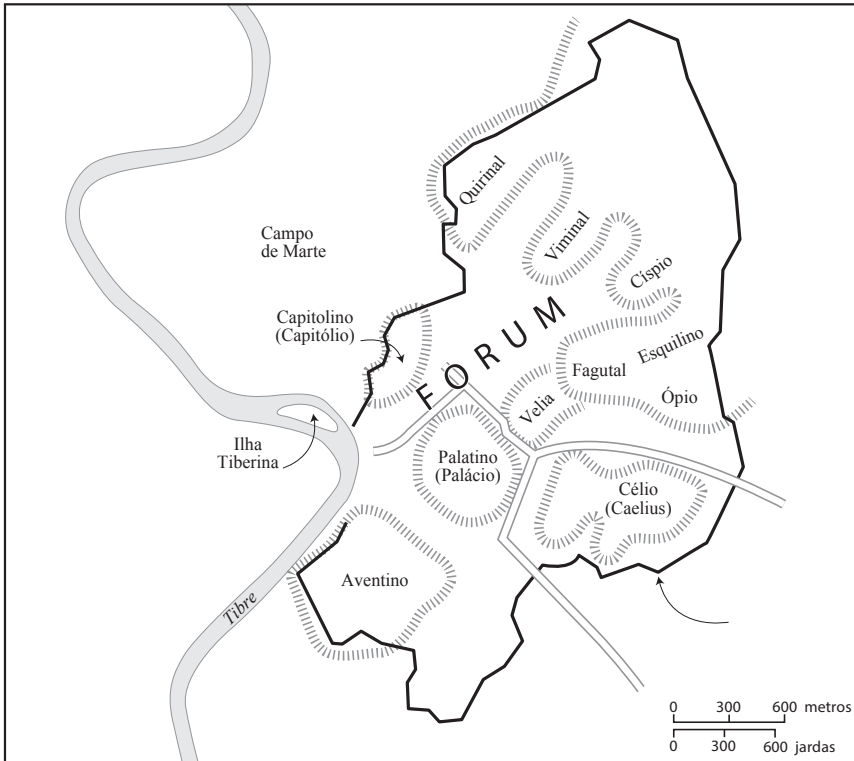 Quirinal
Campo
de Marte
Viminal
Císpio
Capitolino
(Capitólio)
FORUM
Esquilino
Fagutal
Ópio
Velia
Ilha
Tiberina
Palatino
(Palácio)
Célio
(Caelius)
Aventino
Tibre
0 300 600 metros
0 300 600 jardas